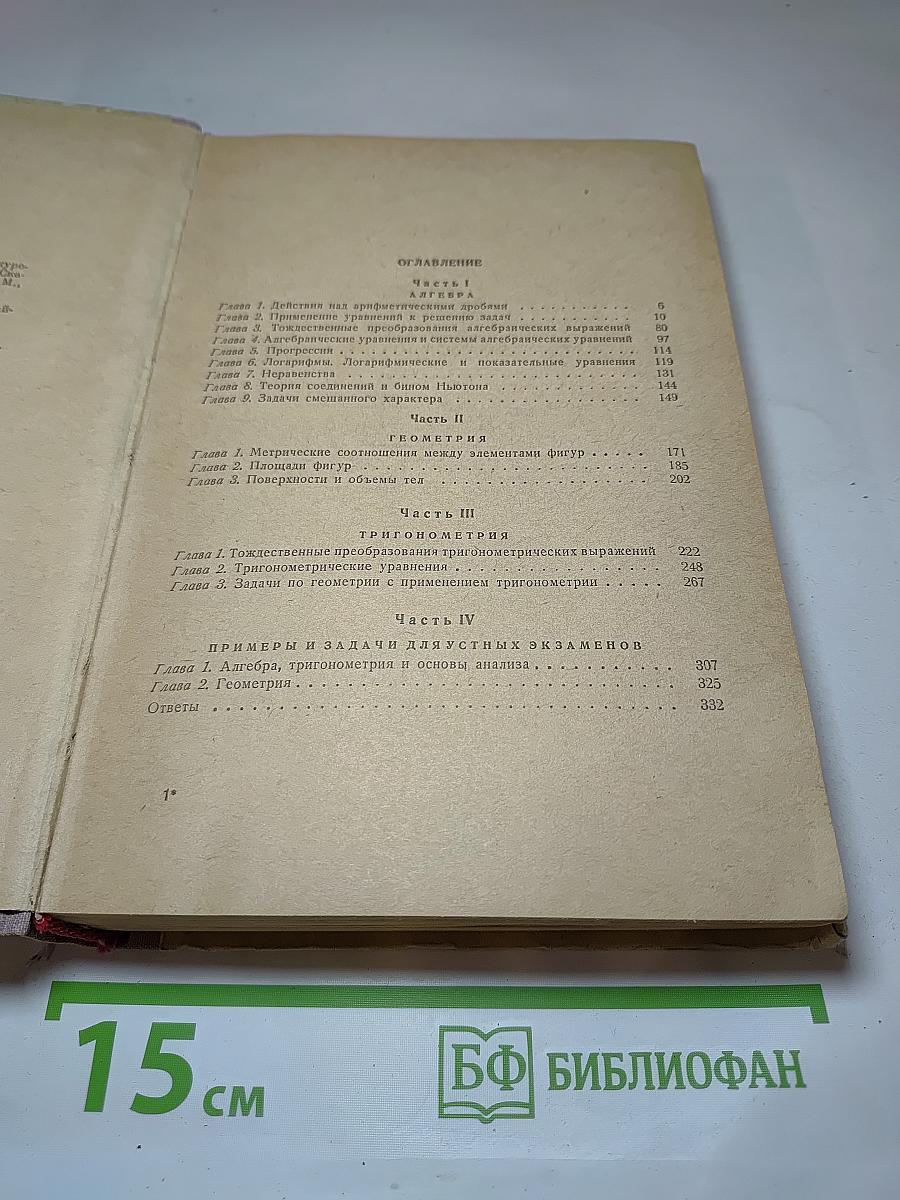 М.,
ОГЛАВЛЕНИЕ
Часть I
АЛГЕБРА
Глава 1. Действия над арифметическими дробями . . . . . . . . . . . 6
Глава 2. Применение уравнений к решению задач . . . . . . . . . . . 10
Глава 3. Тождественные преобразования алгебраических выражений 80
Глава 4. Алгебраические уравнения и системы алгебраических уравнений 97
Глава 5. Прогрессии . . . . . . . . . . . . . . . . . . . . . . . . . . 114
Глава 6. Логарифмы. Логарифмические и показательные уравнения 119
Глава 7. Неравенства . . . . . . . . . . . . . . . . . . . . . . . . . 131
Глава 8. Теория соединений и бином Ньютона . . . . . . . . . . . . . 144
Глава 9. Задачи смешанного характера . . . . . . . . . . . . . . . . 149
Часть II
ГЕОМЕТРИЯ
Глава 1. Метрические соотношения между элементами фигур . . . . . 171
Глава 2. Площади фигур . . . . . . . . . . . . . . . . . . . . . . . 185
Глава 3. Поверхности и объемы тел . . . . . . . . . . . . . . . . . . 202
Часть III
ТРИГОНОМЕТРИЯ
Глава 1. Тождественные преобразования тригонометрических выражений 222
Глава 2. Тригонометрические уравнения . . . . . . . . . . . . . . . . 248
Глава 3. Задачи по геометрии с применением тригонометрии . . . . . 267
Часть IV
ПРИМЕРЫ И ЗАДАЧИ ДЛЯ УСТНЫХ ЭКЗАМЕНОВ
Глава 1. Алгебра, тригонометрия и основы анализа . . . . . . . . . . . 307
Глава 2. Геометрия . . . . . . . . . . . . . . . . . . . . . . . . . . . 325
Ответы . . . . . . . . . . . . . . . . . . . . . . . . . . . . . . . . . . 332
1*
15 см
БФ БИБЛИОФАН